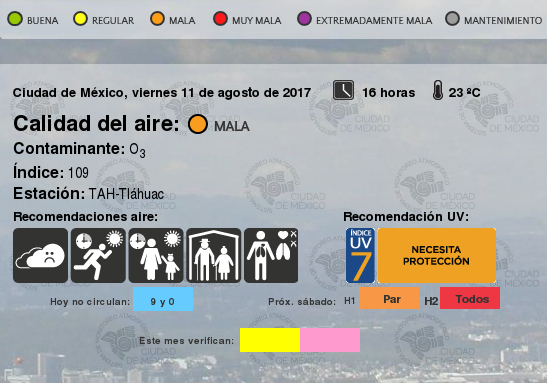 BUENA REGULAR MALA MUY MALA EXTREMADAMENTE MALA MANTENIMIENTO
Ciudad de México, viernes 11 de agosto de 2017 16 horas 23 ºC
Calidad del aire: MALA
Contaminante: O3
Índice: 109
Estación: TAH-Tláhuac
Recomendaciones aire: Recomendación UV:
ÍNDICE
UV
7
NECESITA
PROTECCIÓN
Hoy no circulan: 9 y 0 Próx. sábado: H1 Par H2 Todos
Este mes verifican:
CIUDAD
DE MÉXICO